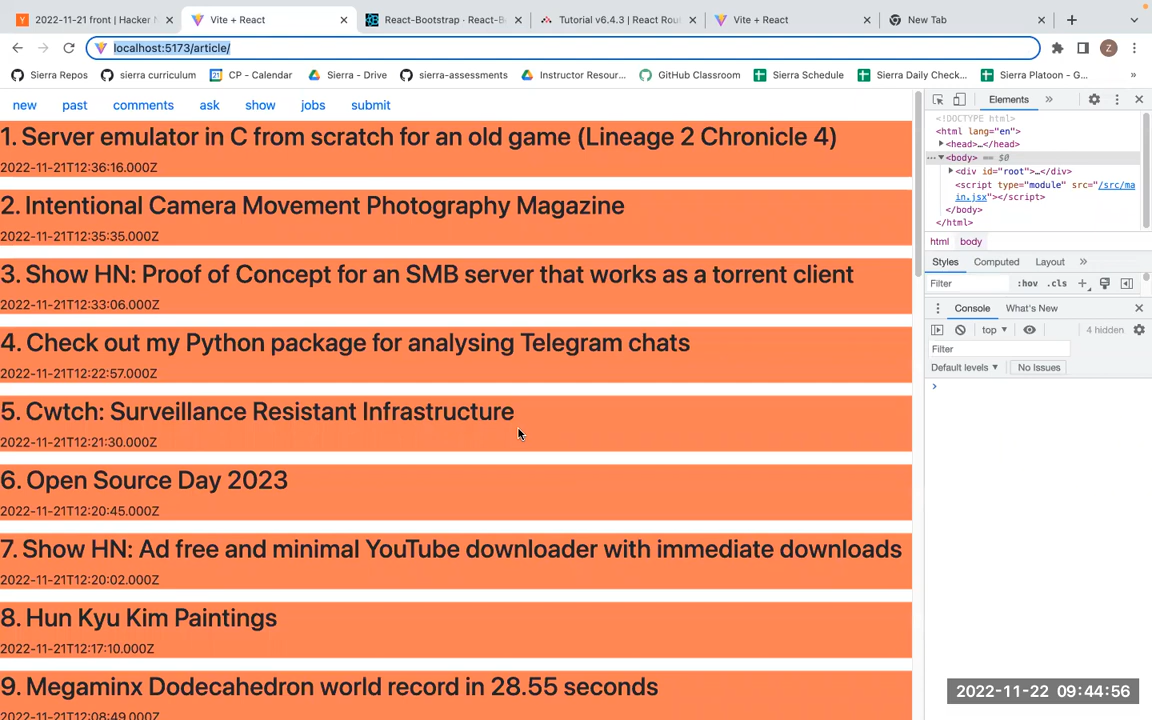 2022-11-21 front | Hacker N
Vite + React
React-Bootstrap · React-B
Tutorial v6.4.3 | React Rou
Vite + React
New Tab
localhost:5173/article/
Z
Sierra Repos
sierra curriculum
CP - Calendar
Sierra - Drive
sierra-assessments
Instructor Resour...
GitHub Classroom
Sierra Schedule
Sierra Daily Check...
Sierra Platoon - G...
»
new past comments ask show jobs submit
1. Server emulator in C from scratch for an old game (Lineage 2 Chronicle 4)
2022-11-21T12:36:16.000Z
2. Intentional Camera Movement Photography Magazine
2022-11-21T12:35:35.000Z
3. Show HN: Proof of Concept for an SMB server that works as a torrent client
2022-11-21T12:33:06.000Z
4. Check out my Python package for analysing Telegram chats
2022-11-21T12:22:57.000Z
5. Cwtch: Surveillance Resistant Infrastructure
2022-11-21T12:21:30.000Z
6. Open Source Day 2023
2022-11-21T12:20:45.000Z
7. Show HN: Ad free and minimal YouTube downloader with immediate downloads
2022-11-21T12:20:02.000Z
8. Hun Kyu Kim Paintings
2022-11-21T12:17:10.000Z
9. Megaminx Dodecahedron world record in 28.55 seconds
2022-11-21T12:08:49.000Z
Elements »
<!DOCTYPE html>
<html lang="en">
<head>…</head>
<body> == $0
<div id="root">…</div>
<script type="module" src="/src/ma
in.jsx"></script>
</body>
</html>
html body
Styles Computed Layout »
Filter :hov .cls +
Console What's New
top ▼ 4 hidden
Filter
Default levels ▼ No Issues
›
2022-11-22 09:44:56